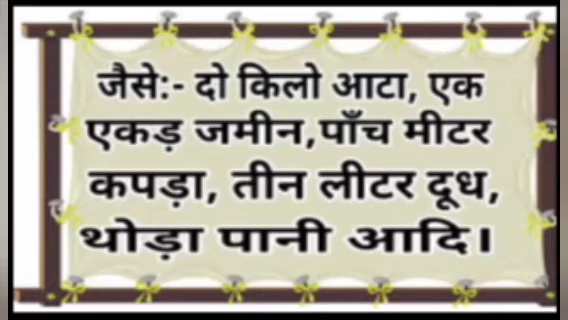 जैसे:- दो किलो आटा, एक
एकड़ जमीन,पाँच मीटर
कपड़ा, तीन लीटर दूध,
थोड़ा पानी आदि।